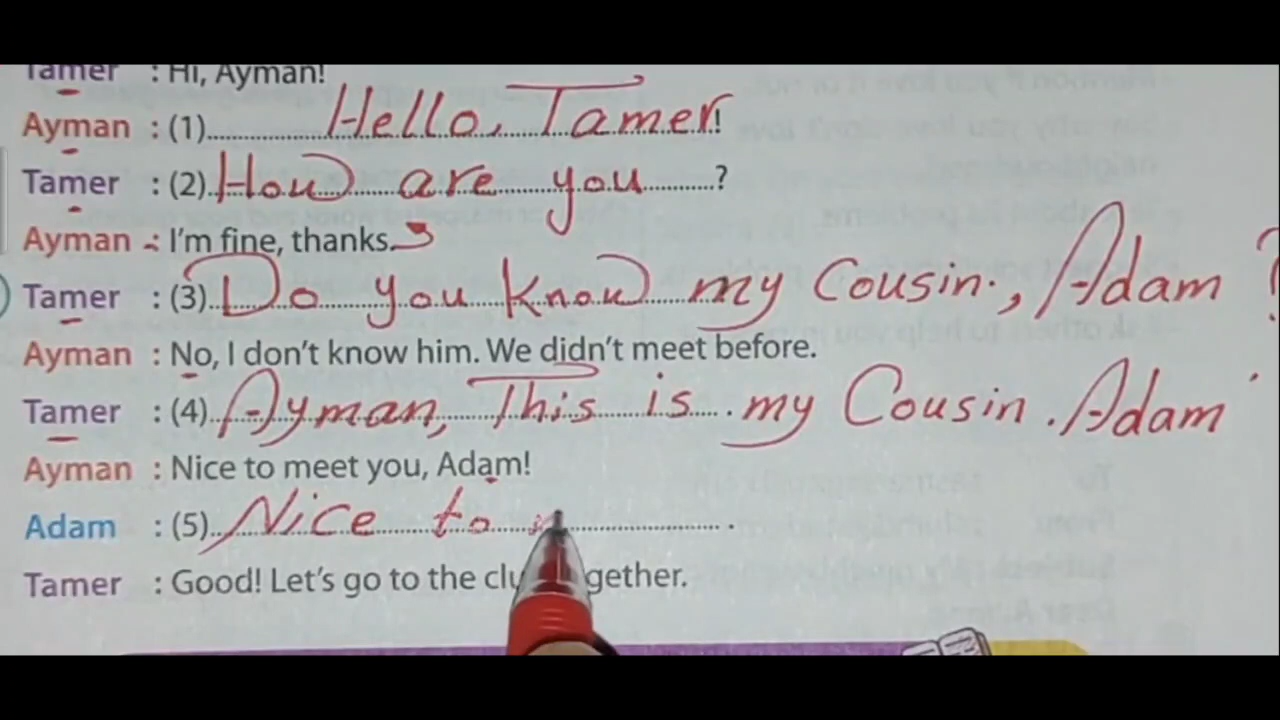 Tamer : Hi, Ayman!
Ayman : (1) Hello, Tamer!
Tamer : (2) How are you ?
Ayman : I'm fine, thanks.
Tamer : (3) Do you know my Cousin, Adam ?
Ayman : No, I don't know him. We didn't meet before.
Tamer : (4) Ayman, This is my Cousin. Adam
Ayman : Nice to meet you, Adam!
Adam : (5) Nice to
Tamer : Good! Let's go to the gether.